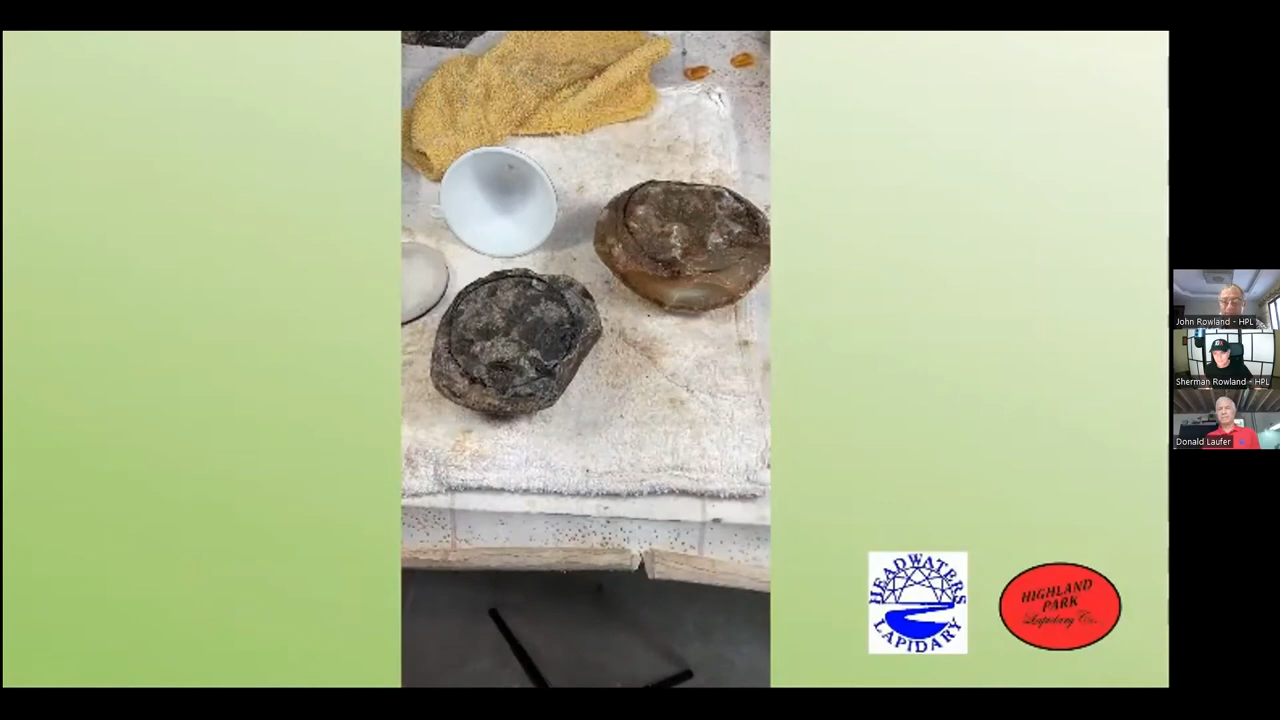 HEADWATERS
LAPIDARY
HIGHLAND
PARK
Lapidary Co.
John Rowland - HPL
Sherman Rowland - HPL
Donald Laufer